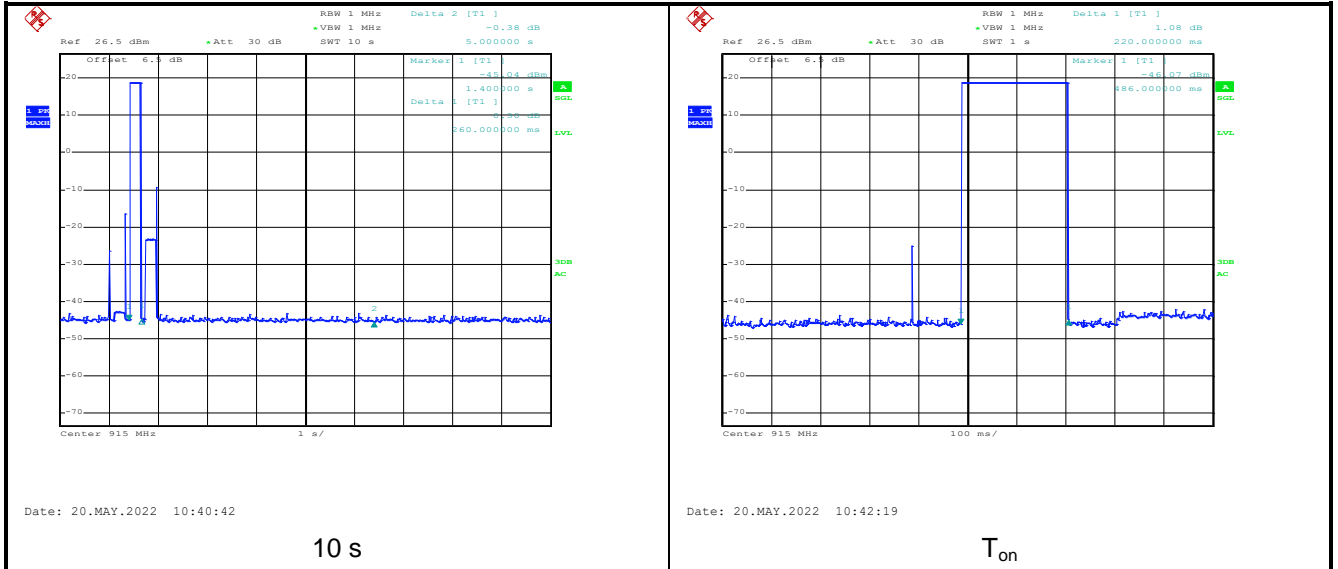 RBW 1 MHz Delta 2 [T1 ]
*VBW 1 MHz -0.38 dB
Ref 26.5 dBm *Att 30 dB SWT 10 s 5.000000 s
Offset 6.5 dB
Marker 1 [T1 ]
-45.04 dBm
1.400000 s
Delta 1 [T1 ]
260.000000 ms
20
10
0
-10
-20
-30
-40
-50
-60
-70
1 PK
MAXH
A
SGL
LVL
3DB
AC
1
2
Center 915 MHz 1 s/
Date: 20.MAY.2022 10:40:42
10 s
RBW 1 MHz Delta 1 [T1 ]
*VBW 1 MHz 1.08 dB
Ref 26.5 dBm *Att 30 dB SWT 1 s 220.000000 ms
Offset 6.5 dB
Marker 1 [T1 ]
-46.07 dBm
486.000000 ms
20
10
0
-10
-20
-30
-40
-50
-60
-70
1 PK
MAXH
A
SGL
LVL
3DB
AC
1
Center 915 MHz 100 ms/
Date: 20.MAY.2022 10:42:19
Ton